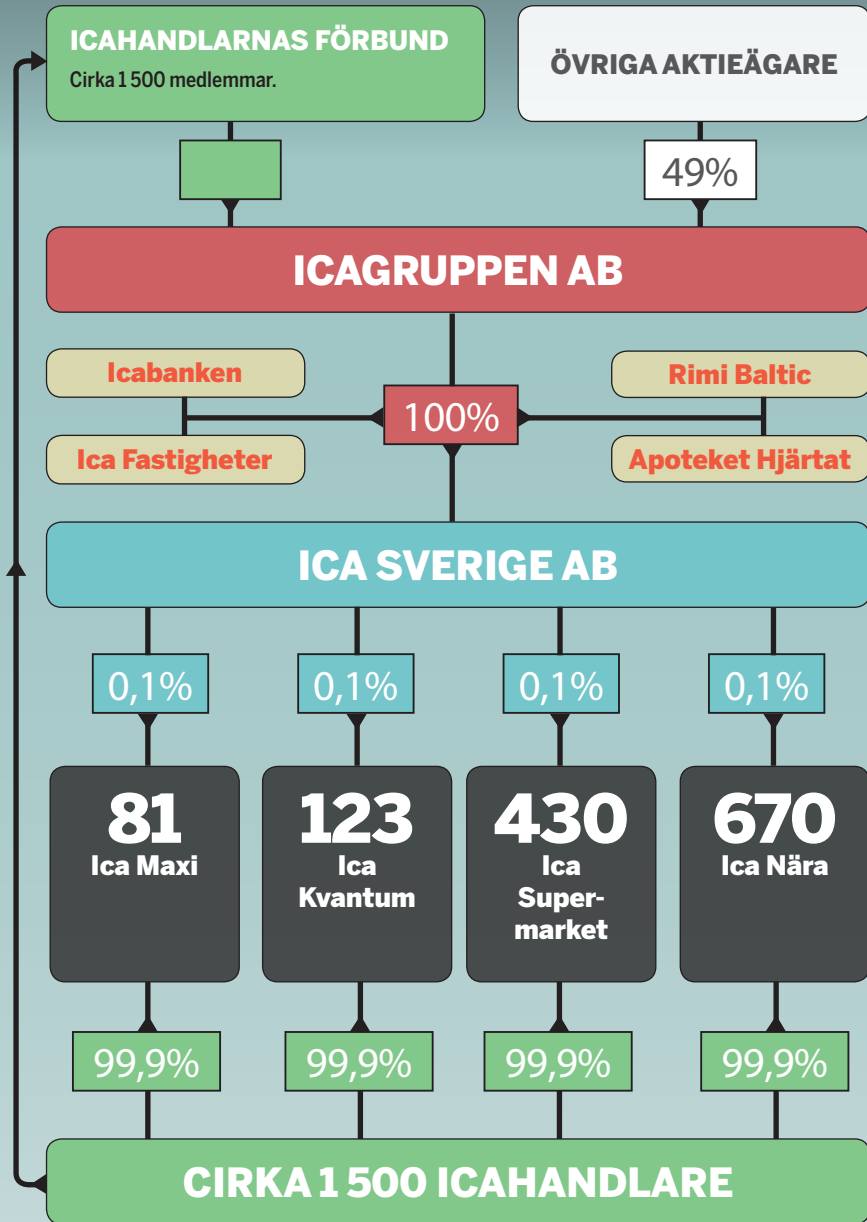 ICAHANDLARNAS FÖRBUND
Cirka 1 500 medlemmar.
ÖVRIGA AKTIEÄGARE
49%
ICAGRUPPEN AB
Icabanken
Rimi Baltic
100%
Ica Fastigheter
Apoteket Hjärtat
ICA SVERIGE AB
0,1%
0,1%
0,1%
0,1%
81
Ica Maxi
123
Ica
Kvantum
430
Ica
Super-
market
670
Ica Nära
99,9%
99,9%
99,9%
99,9%
CIRKA 1 500 ICAHANDLARE